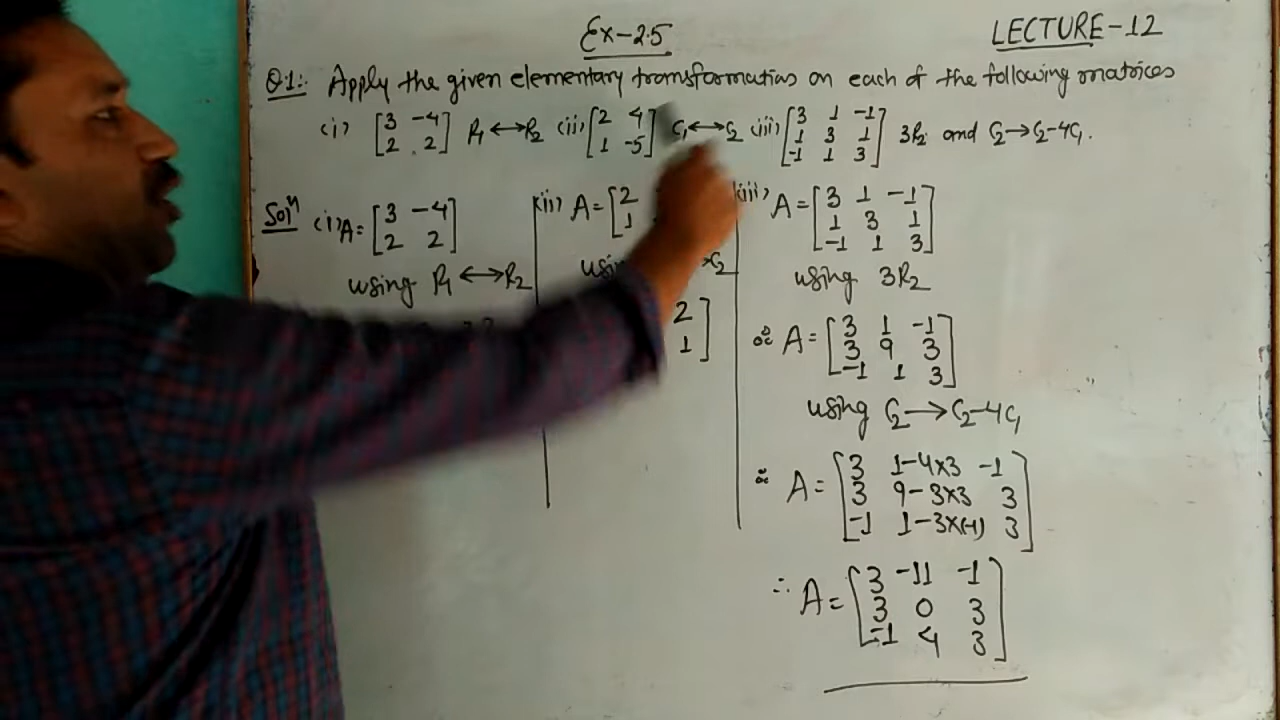 Ex-2.5
LECTURE-12
Q.1:- Apply the given elementary transformations on each of the following matrices
(i) [3 -4
2 2] R₁↔R₂ (ii) [2 4
1 -5] C₁↔C₂ (iii) [3 1 -1
1 3 1
-1 1 3] 3R₂ and C₂→C₂-4C₁.
Solⁿ (i) A= [3 -4
2 2]
using R₁↔R₂
(ii) A= [2
1
C₂
2
1]
(iii) A= [3 1 -1
1 3 1
-1 1 3]
using 3R₂
∴ A= [3 1 -1
3 9 3
-1 1 3]
using C₂→C₂-4C₁
∴ A= [3 1-4×3 -1
3 9-3×3 3
-1 1-3×(-1) 3]
∴ A= [3 -11 -1
3 0 3
-1 4 3]